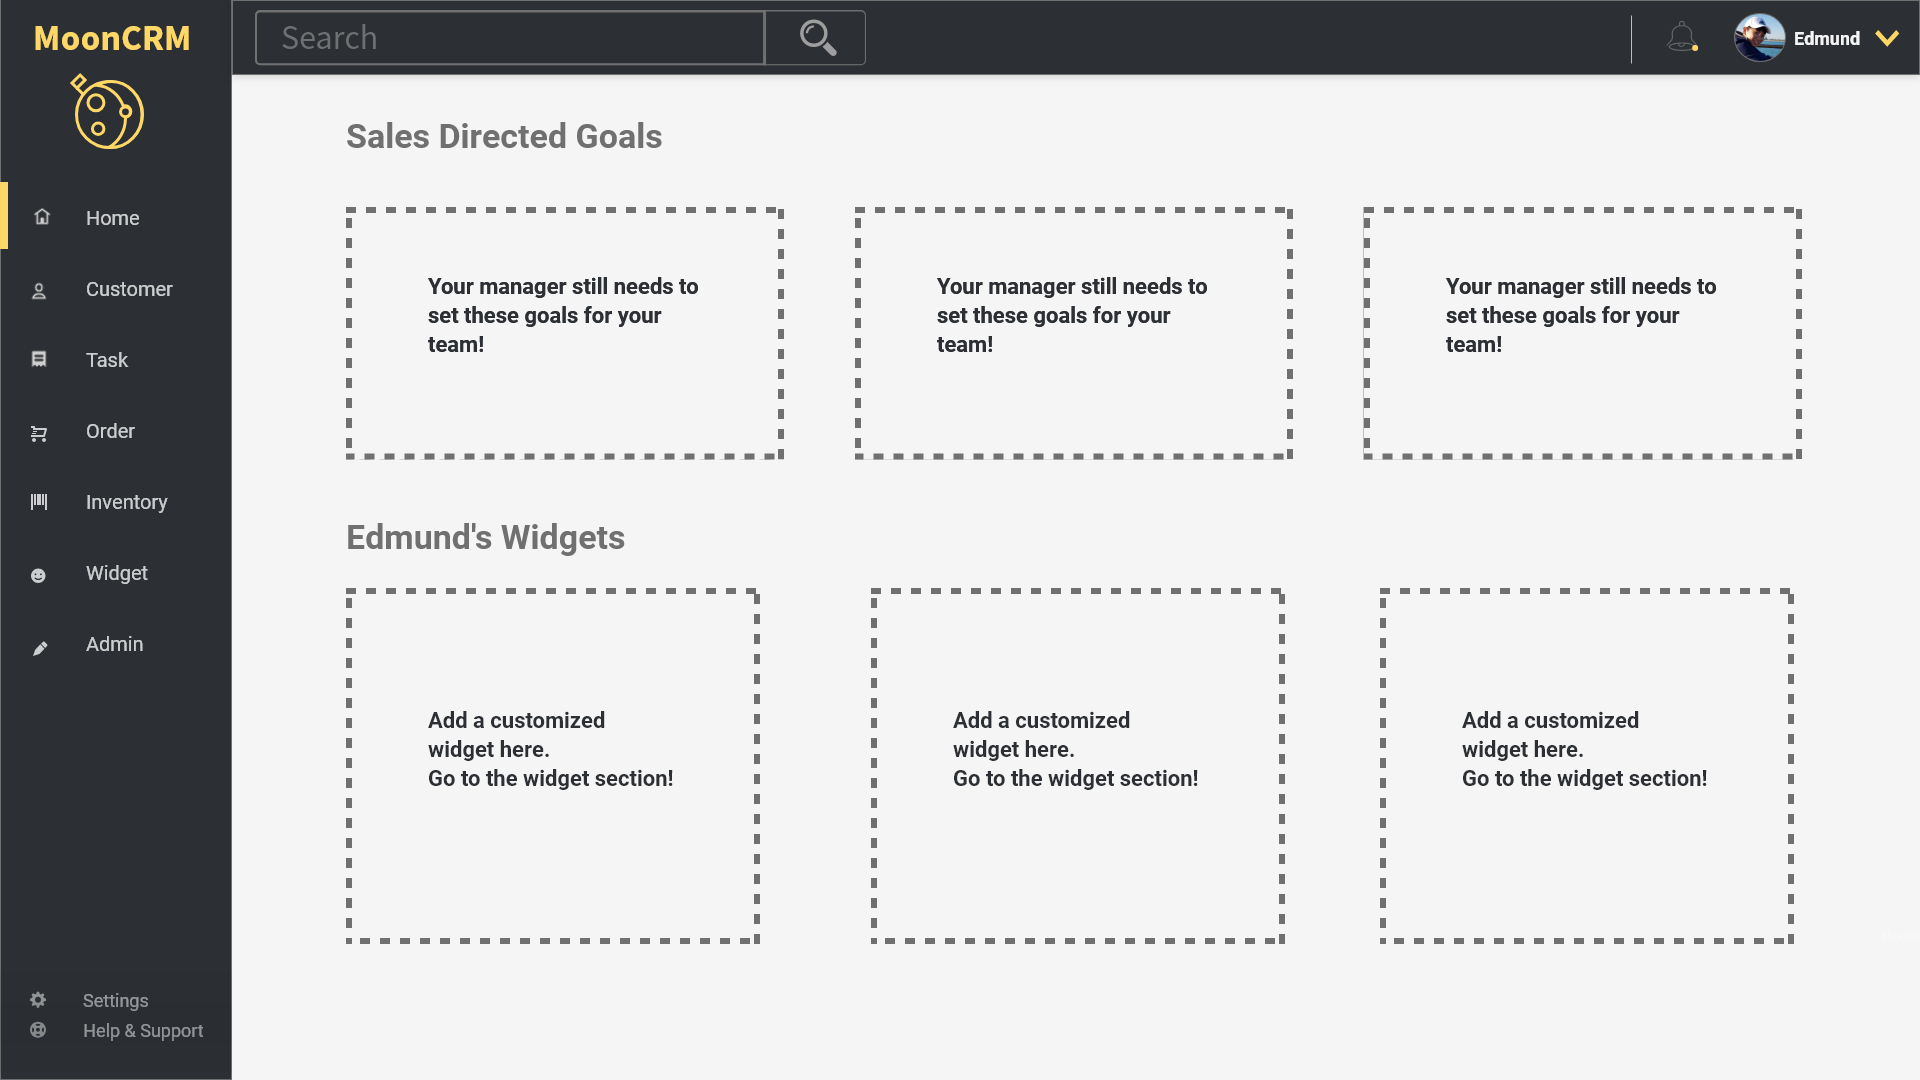 MoonCRM
Search
Edmund
Home
Customer
Task
Order
Inventory
Widget
Admin
Settings
Help & Support
Sales Directed Goals
Your manager still needs to
set these goals for your
team!
Your manager still needs to
set these goals for your
team!
Your manager still needs to
set these goals for your
team!
Edmund's Widgets
Add a customized
widget here.
Go to the widget section!
Add a customized
widget here.
Go to the widget section!
Add a customized
widget here.
Go to the widget section!